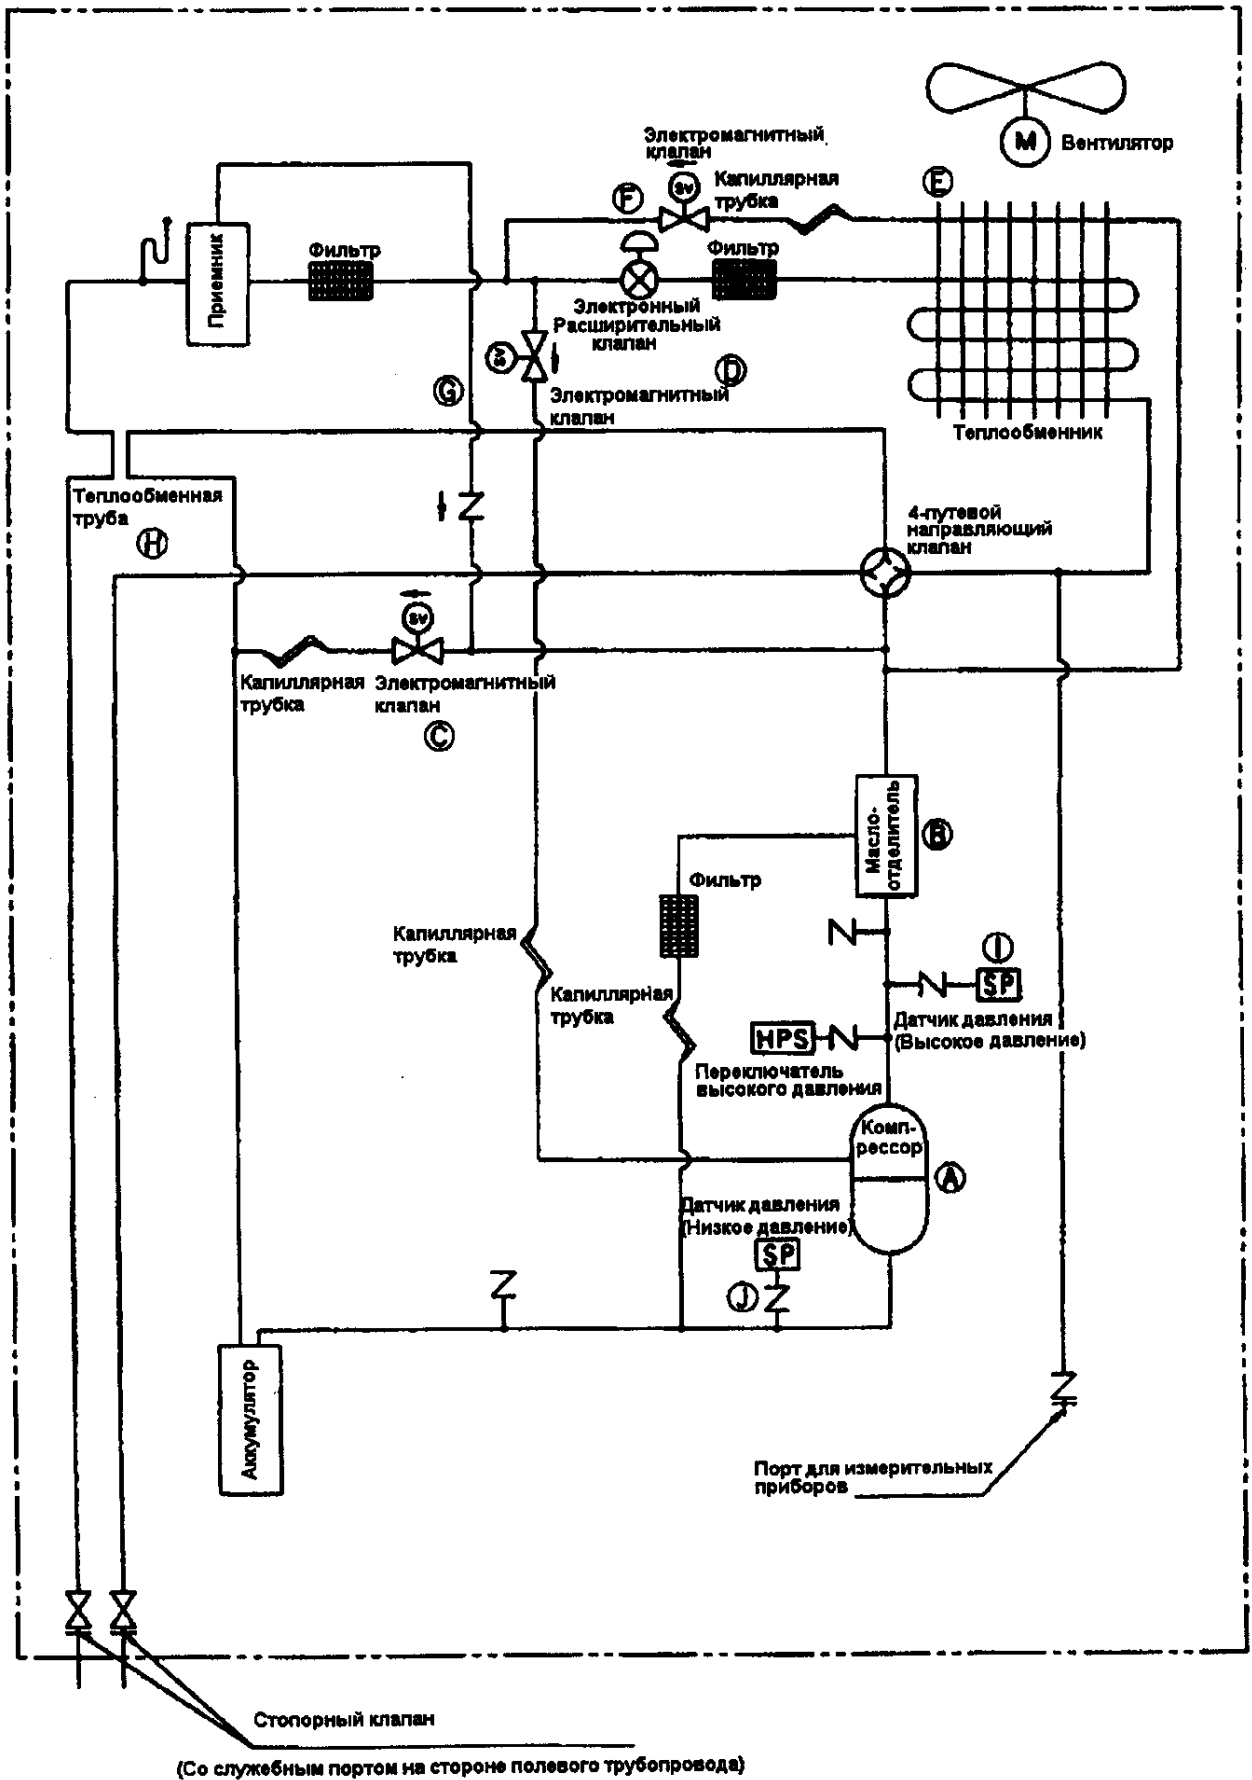 Электромагнитный
клапан
M
Вентилятор
SV
Капиллярная
трубка
E
F
Приемник
Фильтр
Фильтр
Электронный
Расширительный
клапан
SV
D
G
Электромагнитный
клапан
Теплообменник
Теплообменная
труба
H
4-путевой
направляющий
клапан
SV
Капиллярная
трубка
Электромагнитный
клапан
C
Масло-
отделитель
B
Фильтр
Капиллярная
трубка
I
SP
Капиллярная
трубка
Датчик давления
(Высокое давление)
HPS
Переключатель
высокого давления
Комп-
рессор
A
Датчик давления
(Низкое давление)
SP
J
Аккумулятор
Порт для измерительных
приборов
Стопорный клапан
(Со служебным портом на стороне полевого трубопровода)